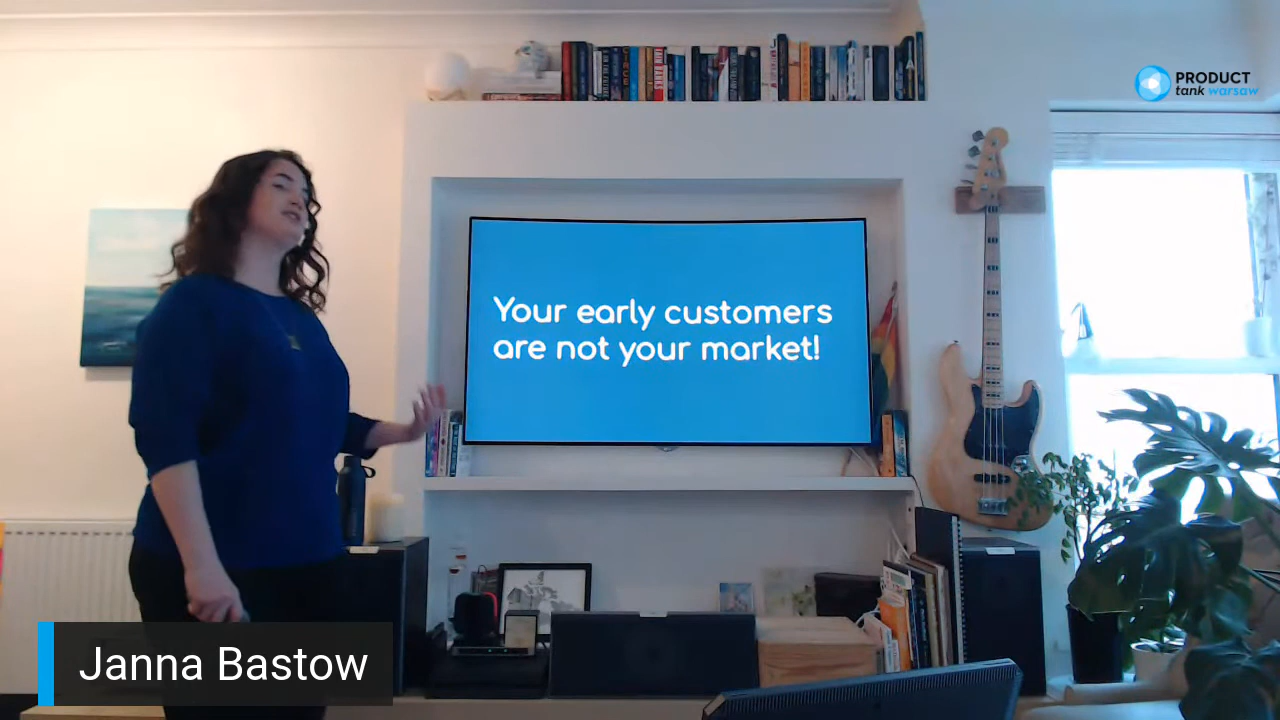 PRODUCT
tank warsaw
Your early customers
are not your market!
Janna Bastow